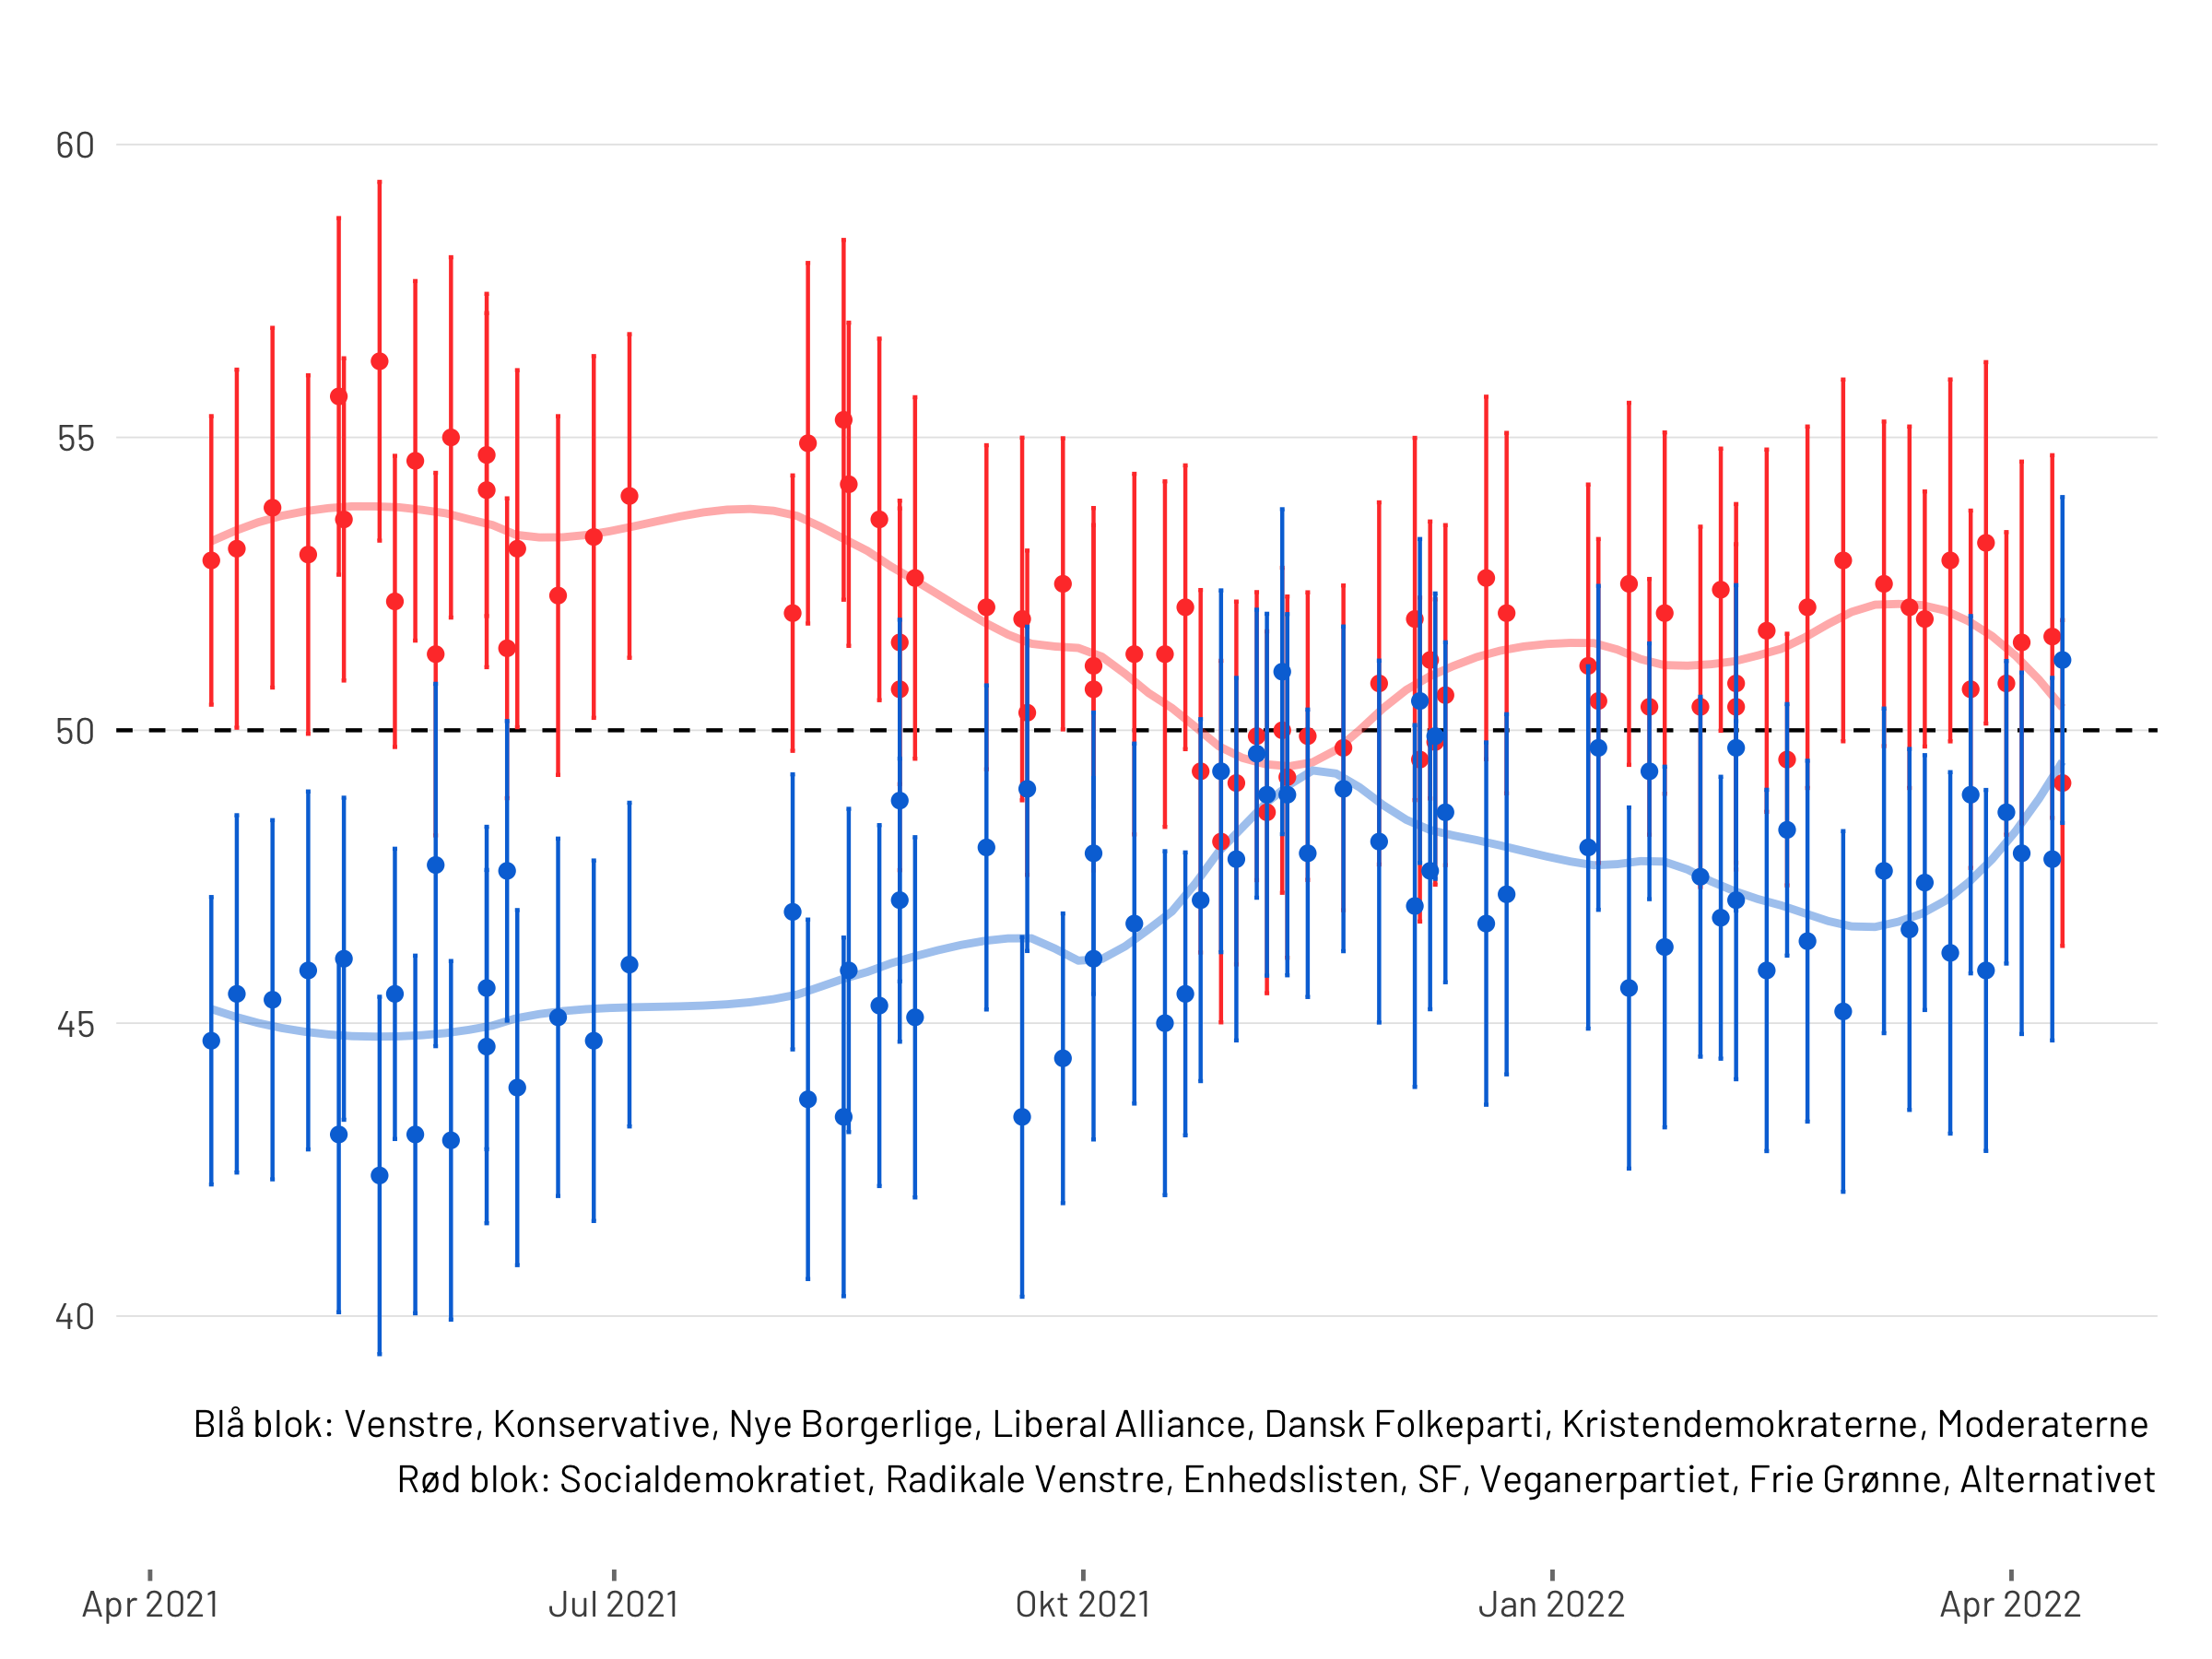 60
55
50
45
40
Blå blok: Venstre, Konservative, Nye Borgerlige, Liberal Alliance, Dansk Folkeparti, Kristendemokraterne, Moderaterne
Rød blok: Socialdemokratiet, Radikale Venstre, Enhedslisten, SF, Veganerpartiet, Frie Grønne, Alternativet
Apr 2021 Jul 2021 Okt 2021 Jan 2022 Apr 2022